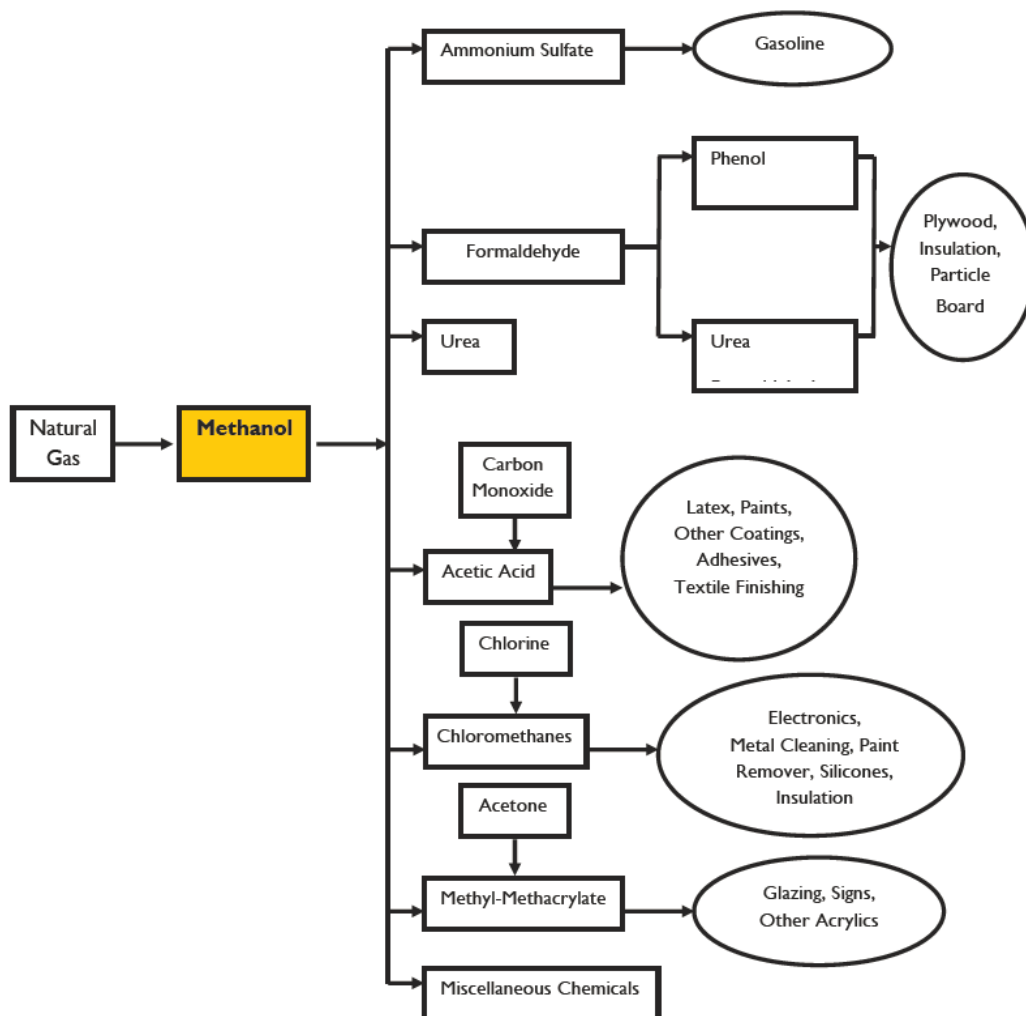 Ammonium Sulfate
Gasoline
Phenol
Formaldehyde
Plywood,
Insulation,
Particle
Board
Urea
Urea
Natural
Gas
Methanol
Carbon
Monoxide
Acetic Acid
Latex, Paints,
Other Coatings,
Adhesives,
Textile Finishing
Chlorine
Chloromethanes
Electronics,
Metal Cleaning, Paint
Remover, Silicones,
Insulation
Acetone
Methyl-Methacrylate
Glazing, Signs,
Other Acrylics
Miscellaneous Chemicals